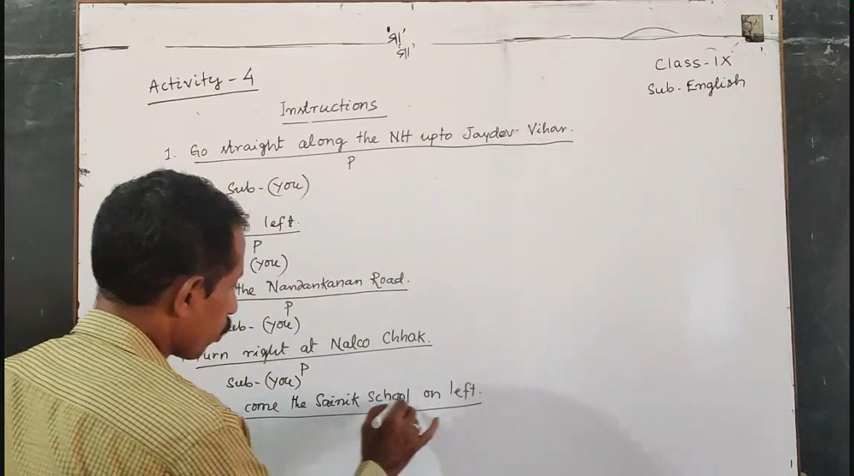 ଶ୍ରୀ
ଶ୍ରୀ
Class-IX
Sub-English
Activity-4
Instructions
1. Go straight along the NH upto Jaydev Vihar.
P
Sub-(you)
left.
P
(you)
the Nandankanan Road.
P
Sub-(you)
Turn right at Nalco Chhak.
P
Sub-(you)
come the Sainik School on left.